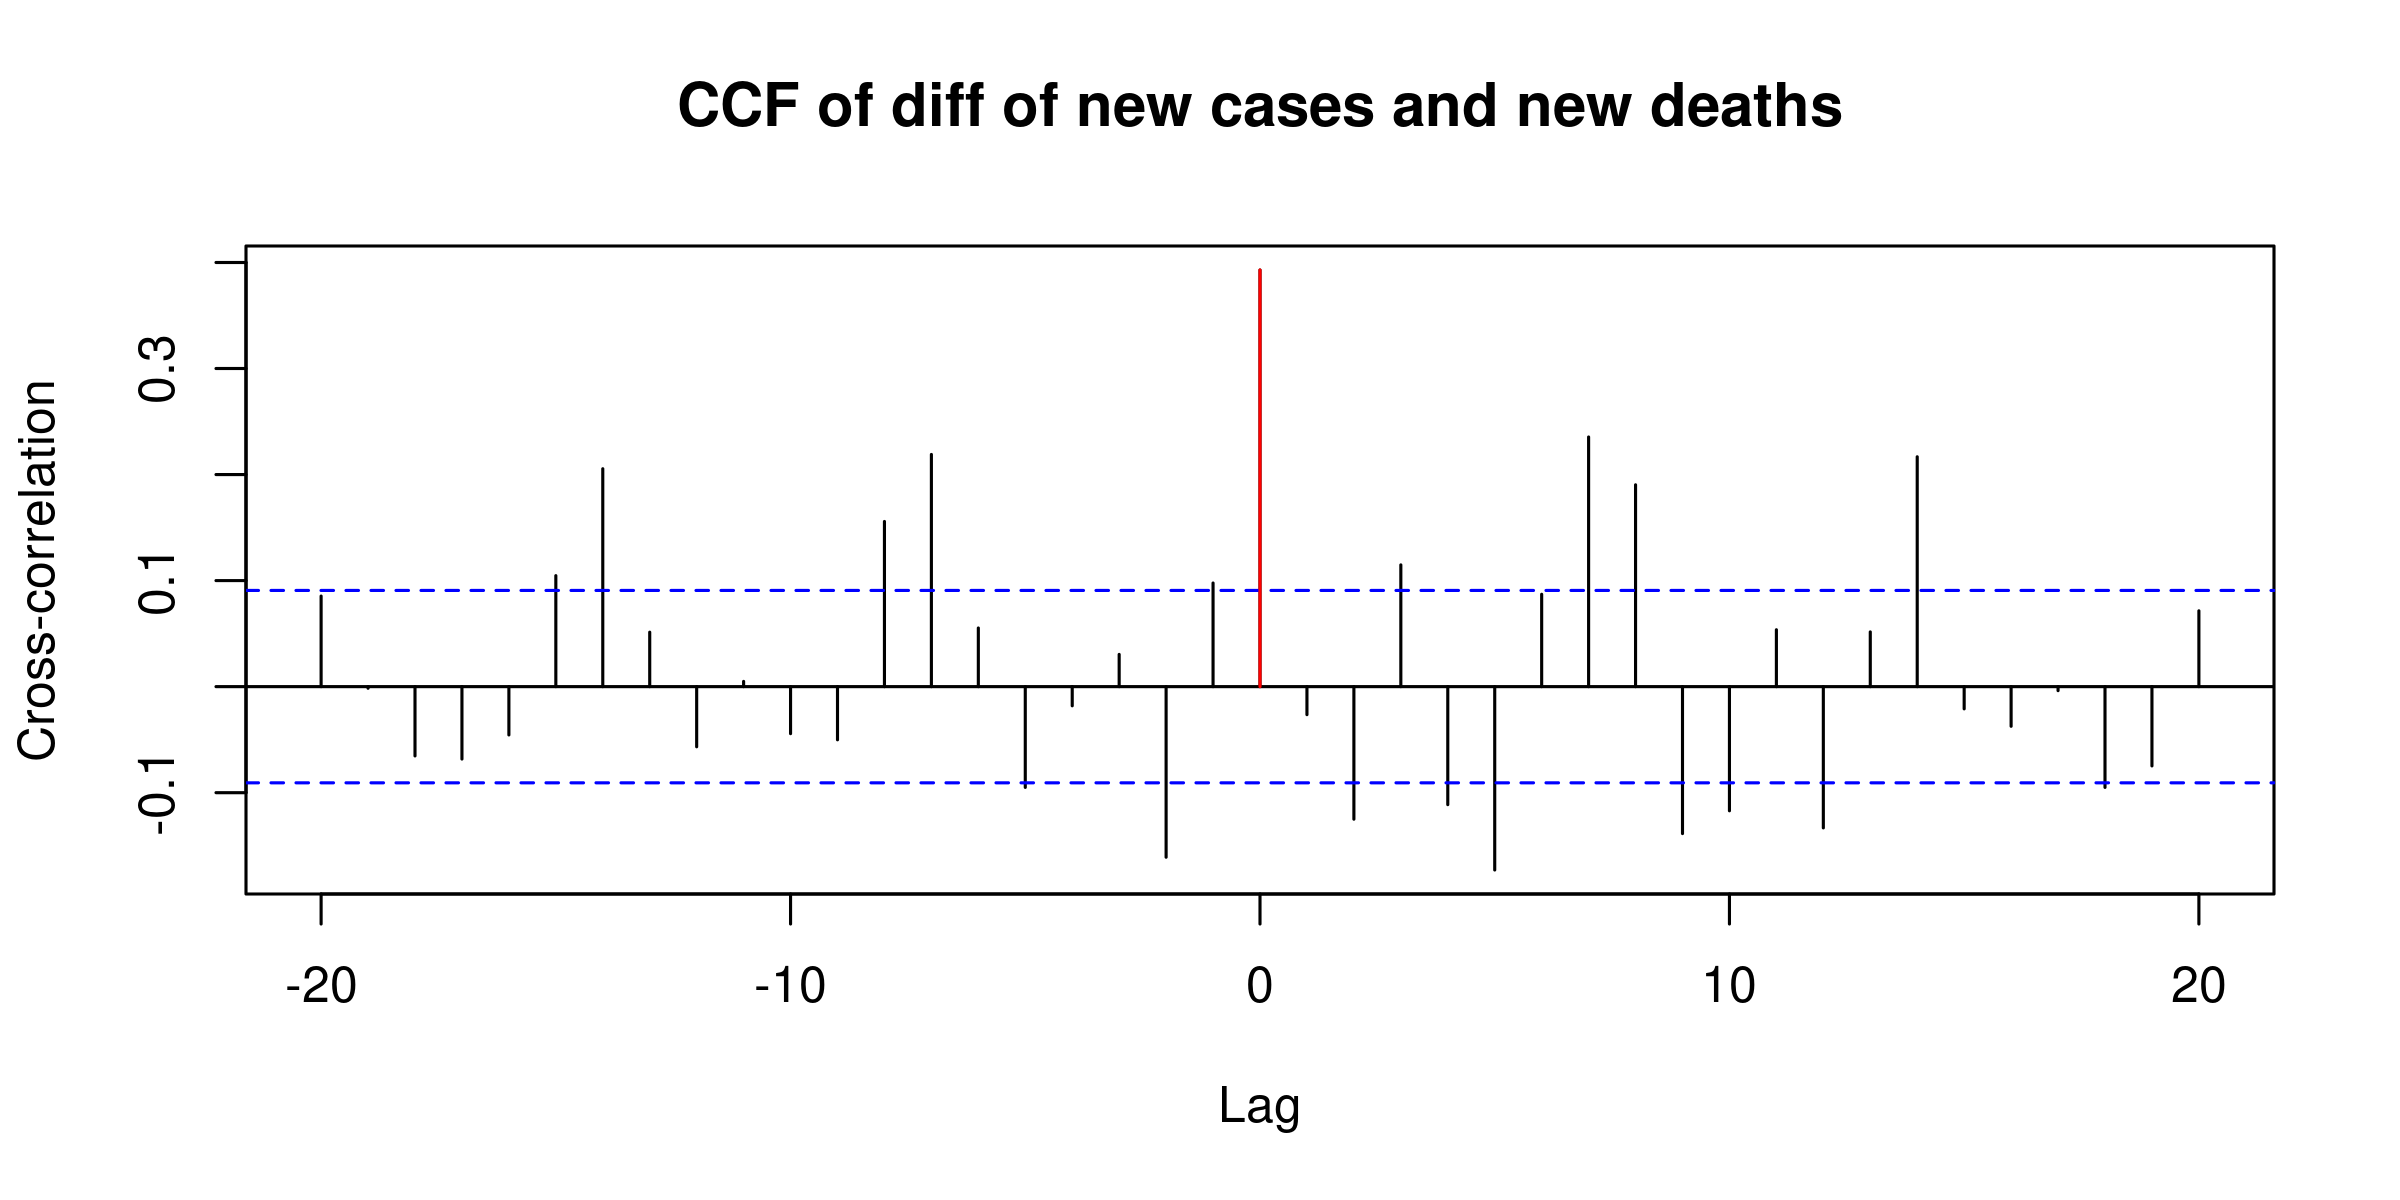 CCF of diff of new cases and new deaths
Cross-correlation
0.3
0.1
-0.1
-20 -10 0 10 20
Lag